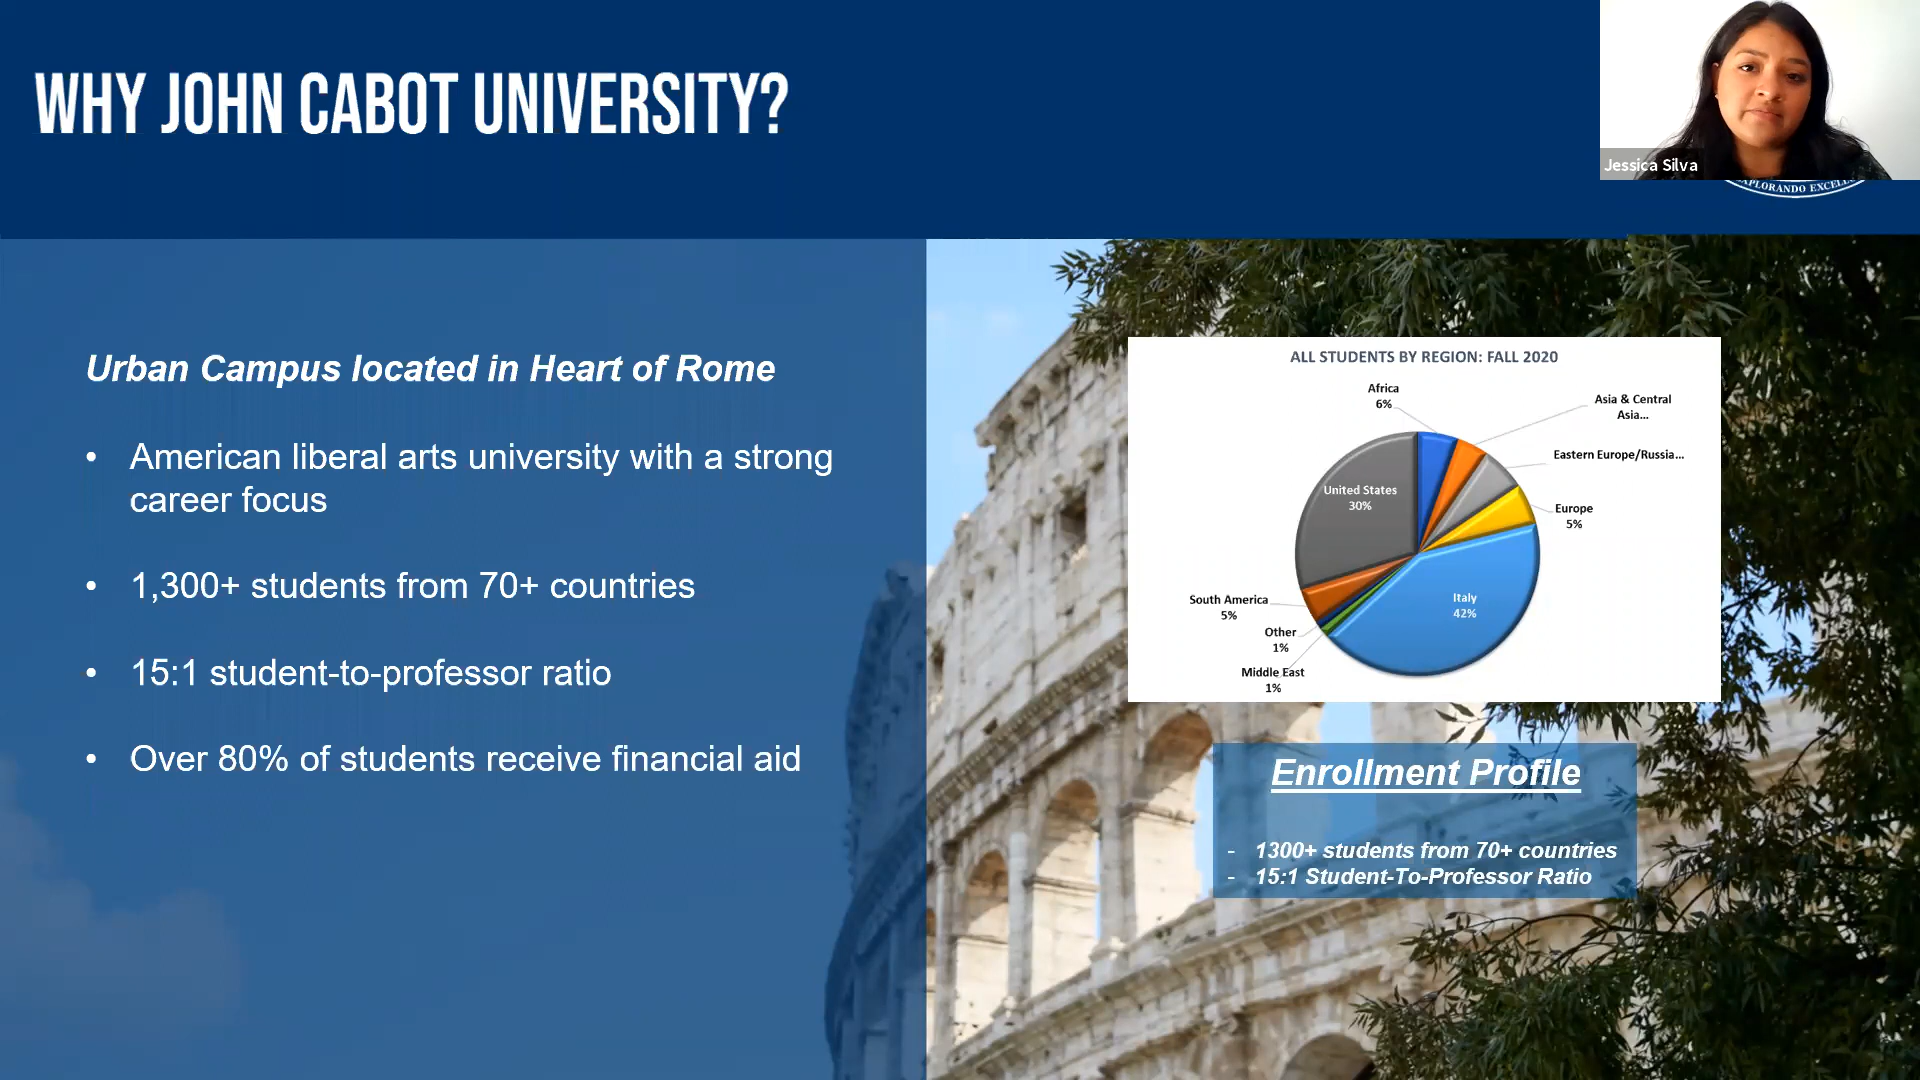 WHY JOHN CABOT UNIVERSITY?
Jessica Silva
Urban Campus located in Heart of Rome
• American liberal arts university with a strong
career focus
• 1,300+ students from 70+ countries
• 15:1 student-to-professor ratio
• Over 80% of students receive financial aid
ALL STUDENTS BY REGION: FALL 2020
Africa
6%
Asia & Central
Asia...
Eastern Europe/Russia...
Europe
5%
United States
30%
Italy
42%
South America
5%
Other
1%
Middle East
1%
Enrollment Profile
- 1300+ students from 70+ countries
- 15:1 Student-To-Professor Ratio